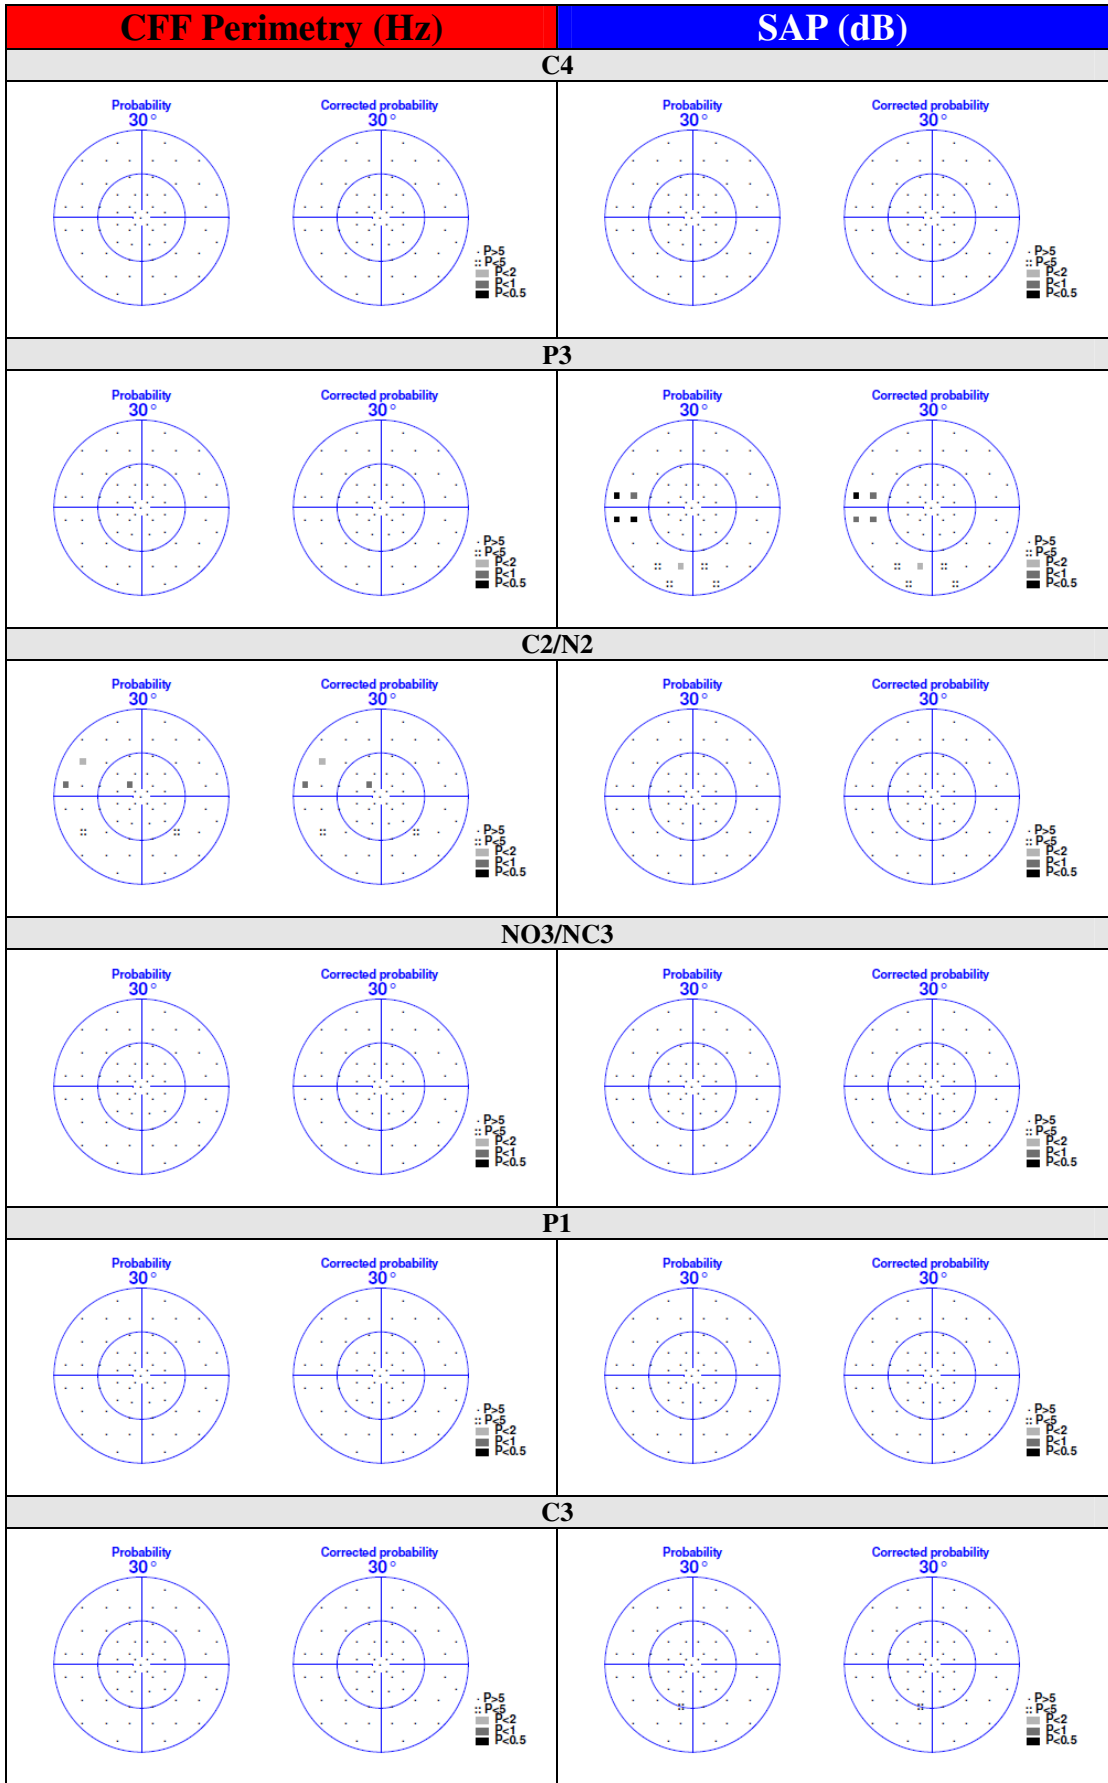 CFF Perimetry (Hz) SAP (dB)
C4
Probability Corrected probability Probability Corrected probability
30° 30° 30° 30°
· P>5 · P>5
:: P<5 :: P<5
P<2 P<2
P<1 P<1
P<0.5 P<0.5
P3
Probability Corrected probability Probability Corrected probability
30° 30° 30° 30°
· P>5 · P>5
:: P<5 :: P<5
P<2 P<2
P<1 P<1
P<0.5 P<0.5
C2/N2
Probability Corrected probability Probability Corrected probability
30° 30° 30° 30°
· P>5 · P>5
:: P<5 :: P<5
P<2 P<2
P<1 P<1
P<0.5 P<0.5
NO3/NC3
Probability Corrected probability Probability Corrected probability
30° 30° 30° 30°
· P>5 · P>5
:: P<5 :: P<5
P<2 P<2
P<1 P<1
P<0.5 P<0.5
P1
Probability Corrected probability Probability Corrected probability
30° 30° 30° 30°
· P>5 · P>5
:: P<5 :: P<5
P<2 P<2
P<1 P<1
P<0.5 P<0.5
C3
Probability Corrected probability Probability Corrected probability
30° 30° 30° 30°
· P>5 · P>5
:: P<5 :: P<5
P<2 P<2
P<1 P<1
P<0.5 P<0.5